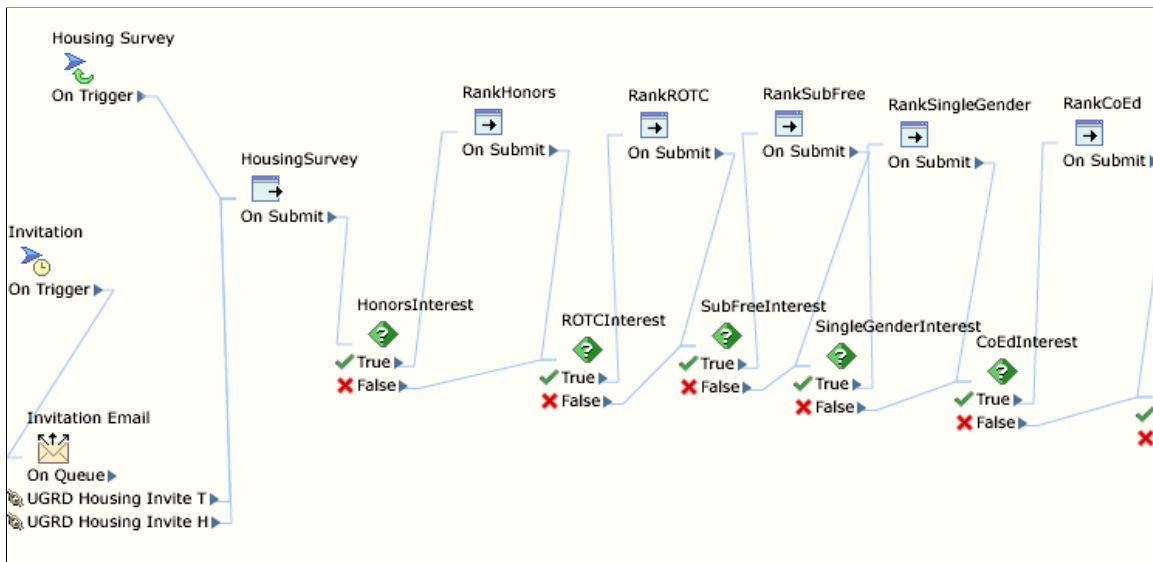 Housing Survey
On Trigger
RankHonors
On Submit
RankROTC
On Submit
RankSubFree
On Submit
RankSingleGender
On Submit
RankCoEd
On Submit
HousingSurvey
On Submit
Invitation
On Trigger
HonorsInterest
True
False
ROTCInterest
True
False
SubFreeInterest
True
False
SingleGenderInterest
True
False
CoEdInterest
True
False
Invitation Email
On Queue
UGRD Housing Invite T
UGRD Housing Invite H